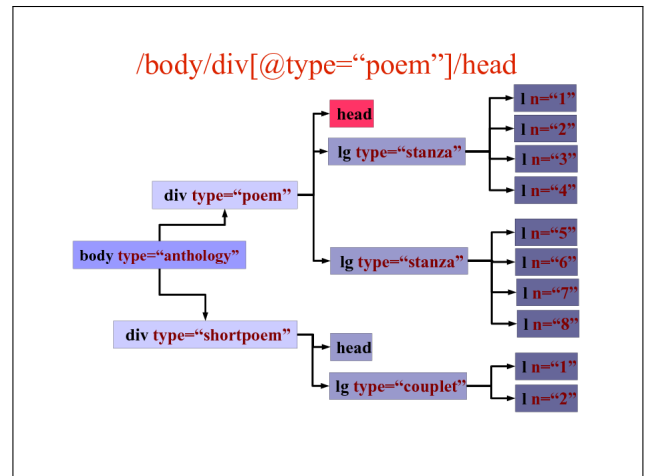 /body/div[@type=“poem”]/head
head
lg type=“stanza”
l n=“1”
l n=“2”
l n=“3”
l n=“4”
div type=“poem”
body type=“anthology”
lg type=“stanza”
l n=“5”
l n=“6”
l n=“7”
l n=“8”
div type=“shortpoem”
head
lg type=“couplet”
l n=“1”
l n=“2”